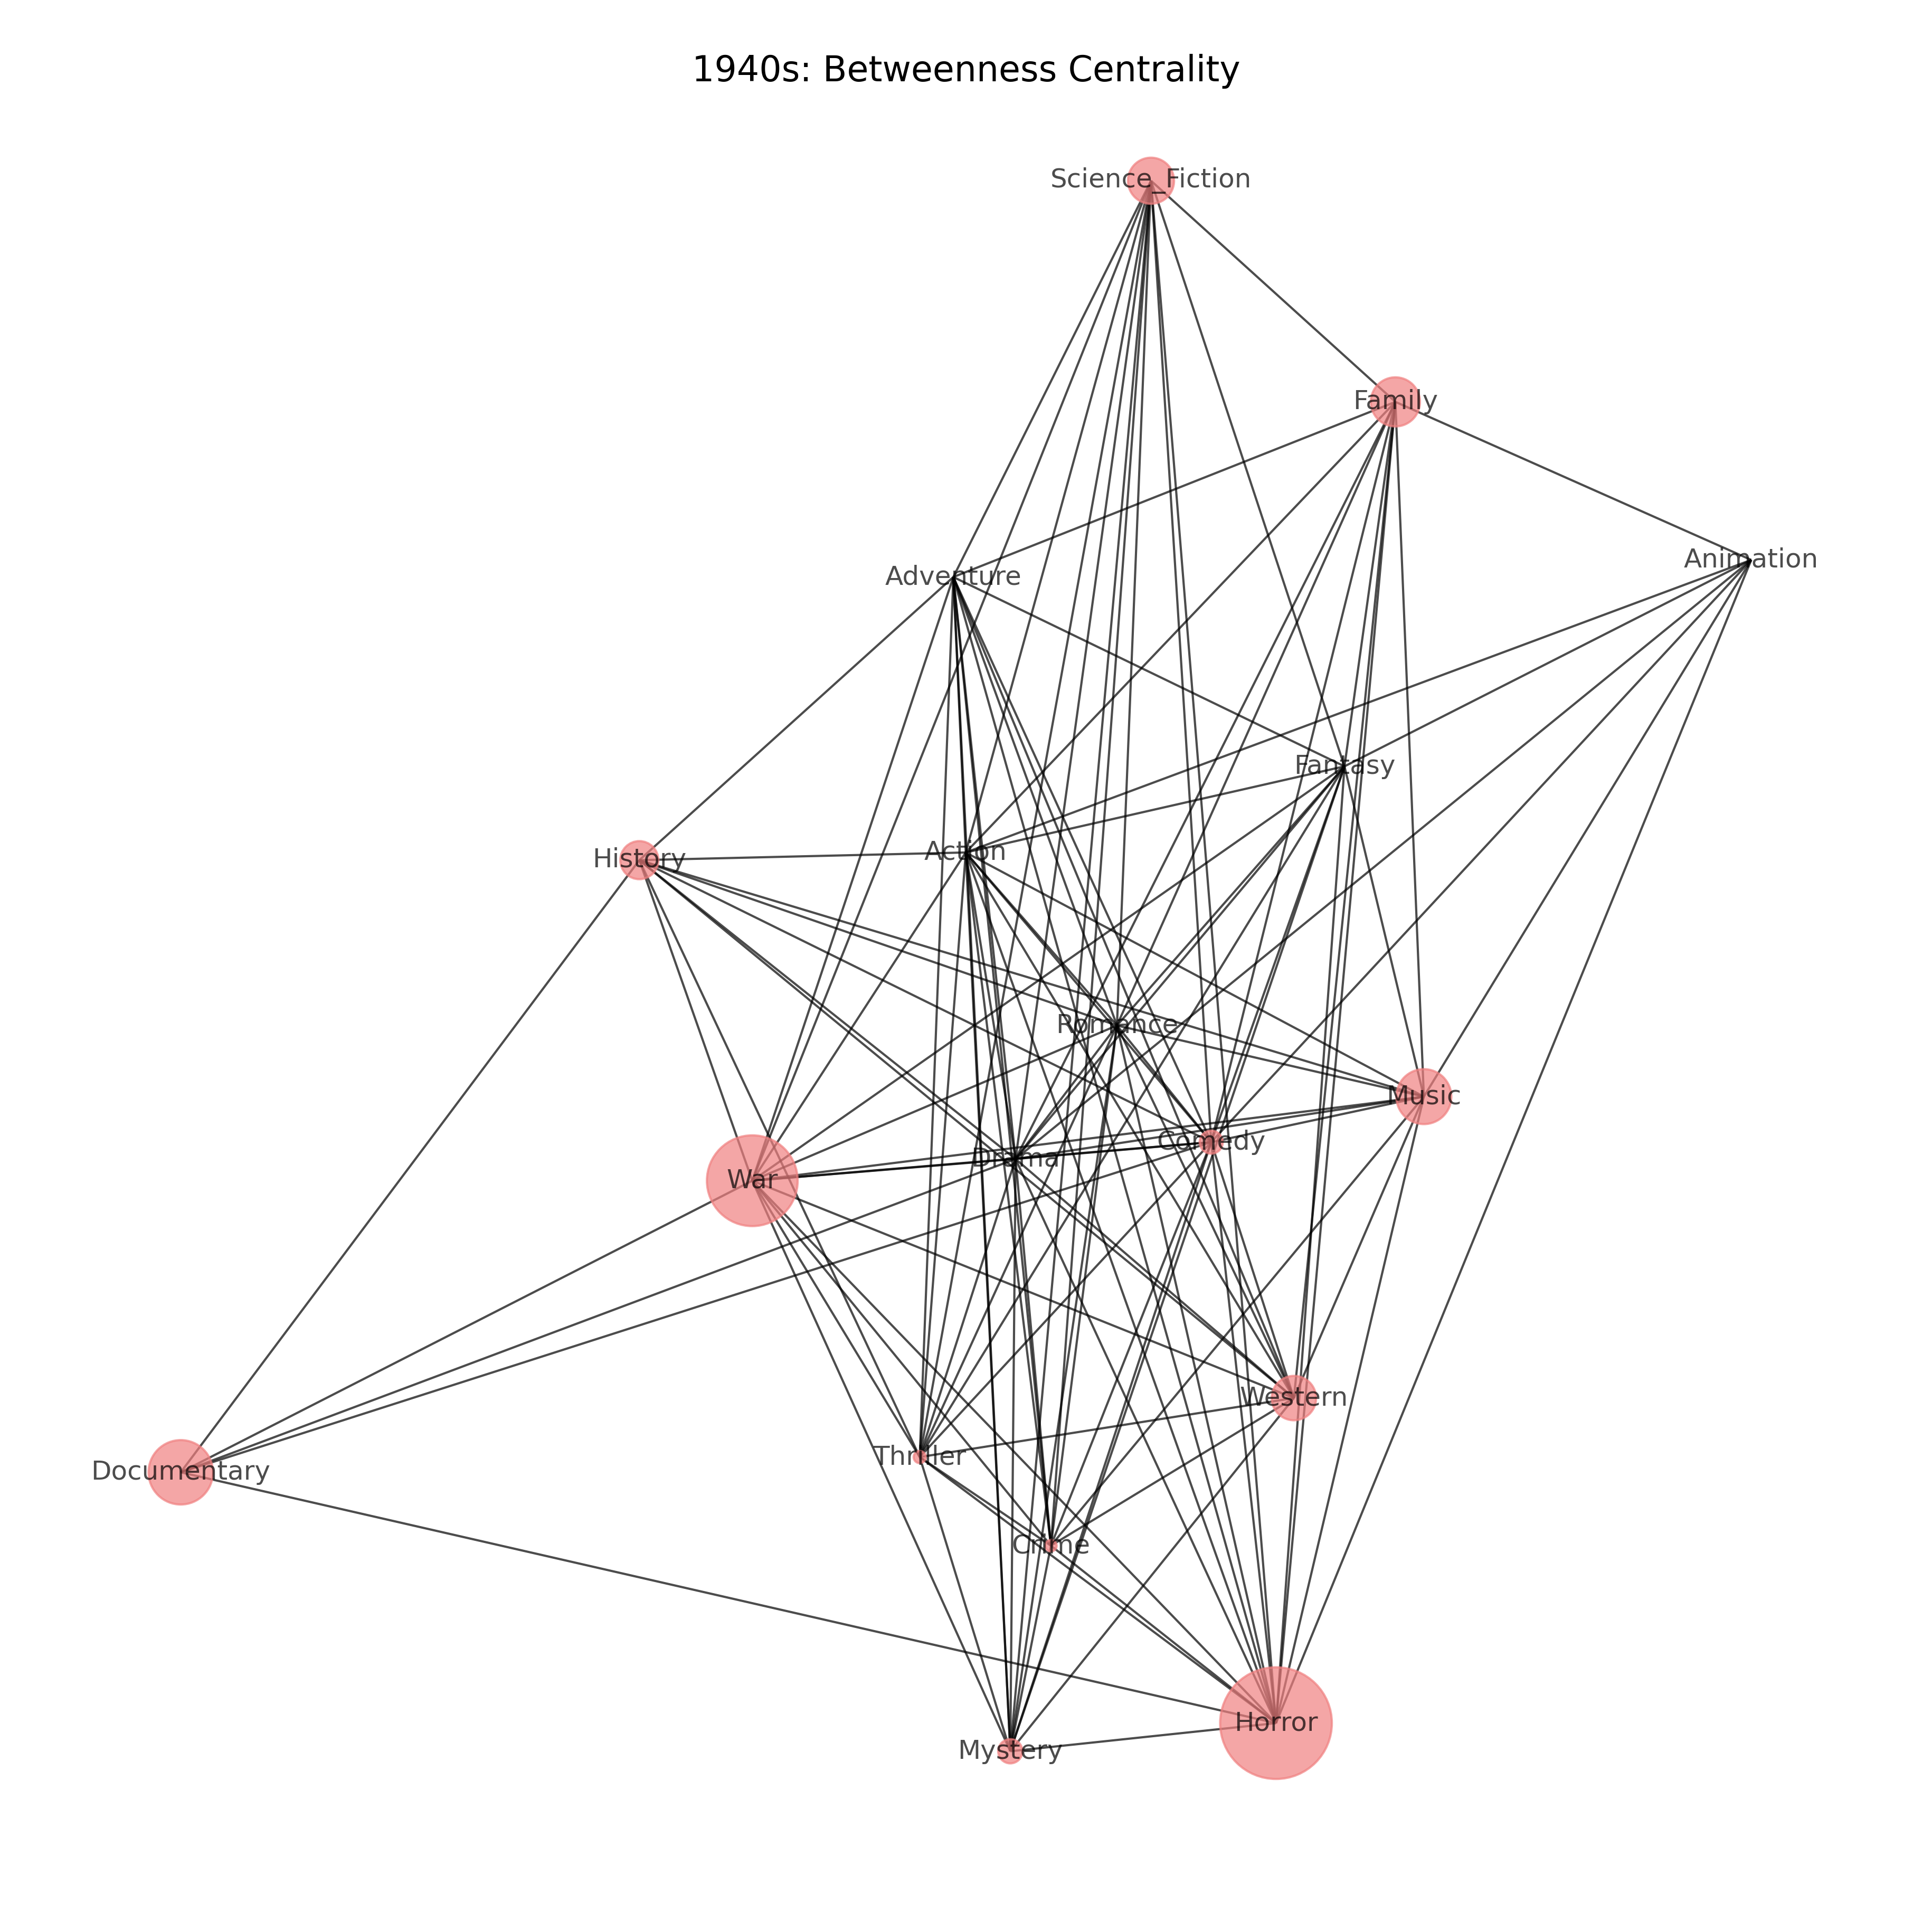 1940s: Betweenness Centrality
Science_Fiction
Family
Animation
Adventure
Fantasy
Action
History
Romance
Music
Comedy
Drama
War
Western
Thriller
Documentary
Crime
Horror
Mystery